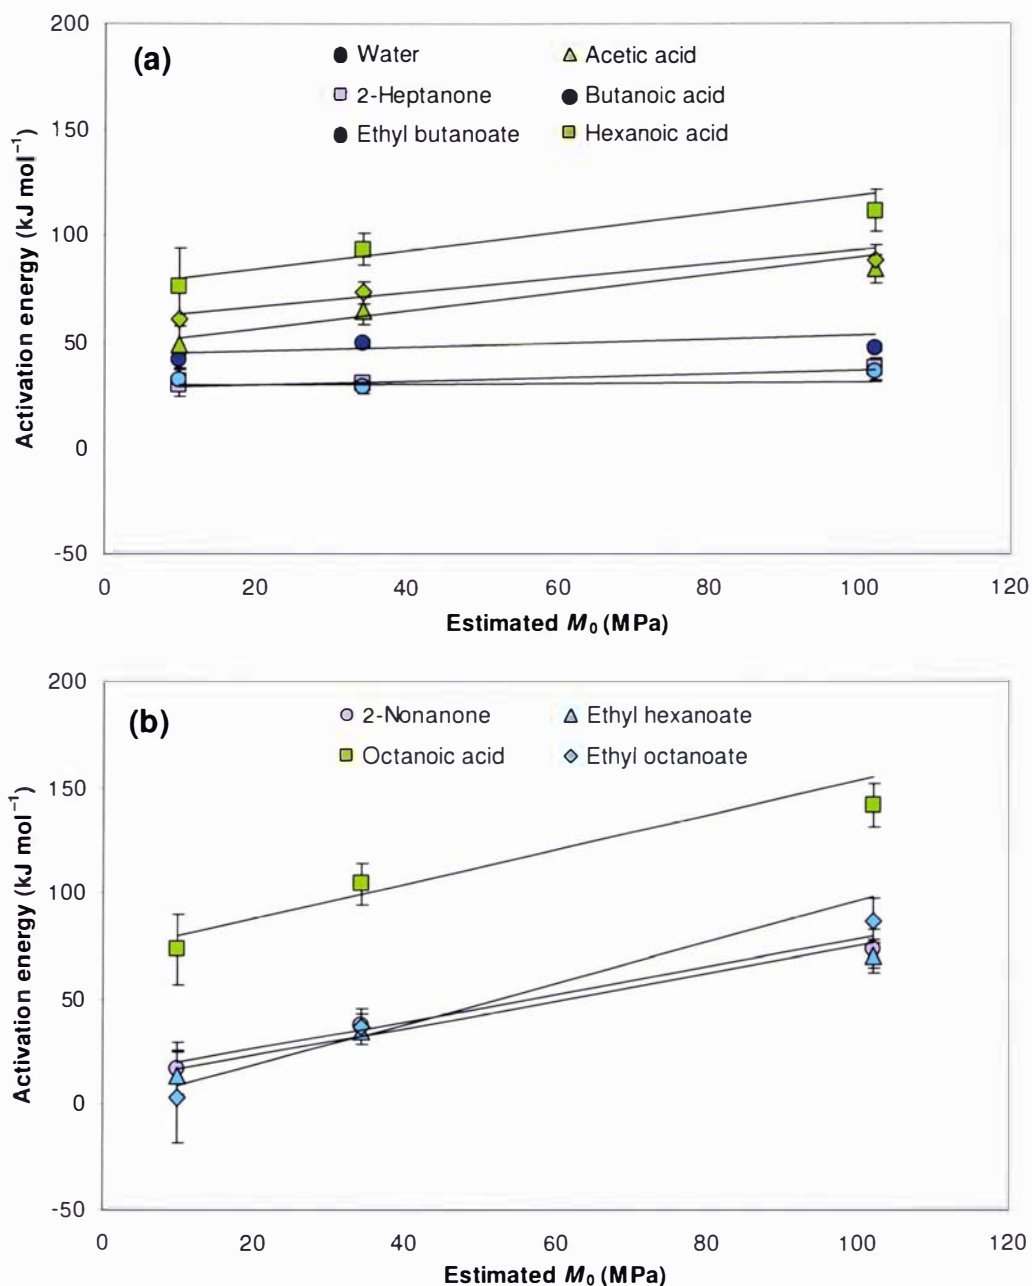 200
(a)
Water
Acetic acid
150
2-Heptanone
Butanoic acid
Ethyl butanoate
Hexanoic acid
100
50
0
-50
Activation energy (kJ mol⁻¹)
0 20 40 60 80 100 120
Estimated M₀ (MPa)
200
(b)
2-Nonanone
Ethyl hexanoate
Octanoic acid
Ethyl octanoate
150
100
50
0
-50
Activation energy (kJ mol⁻¹)
0 20 40 60 80 100 120
Estimated M₀ (MPa)